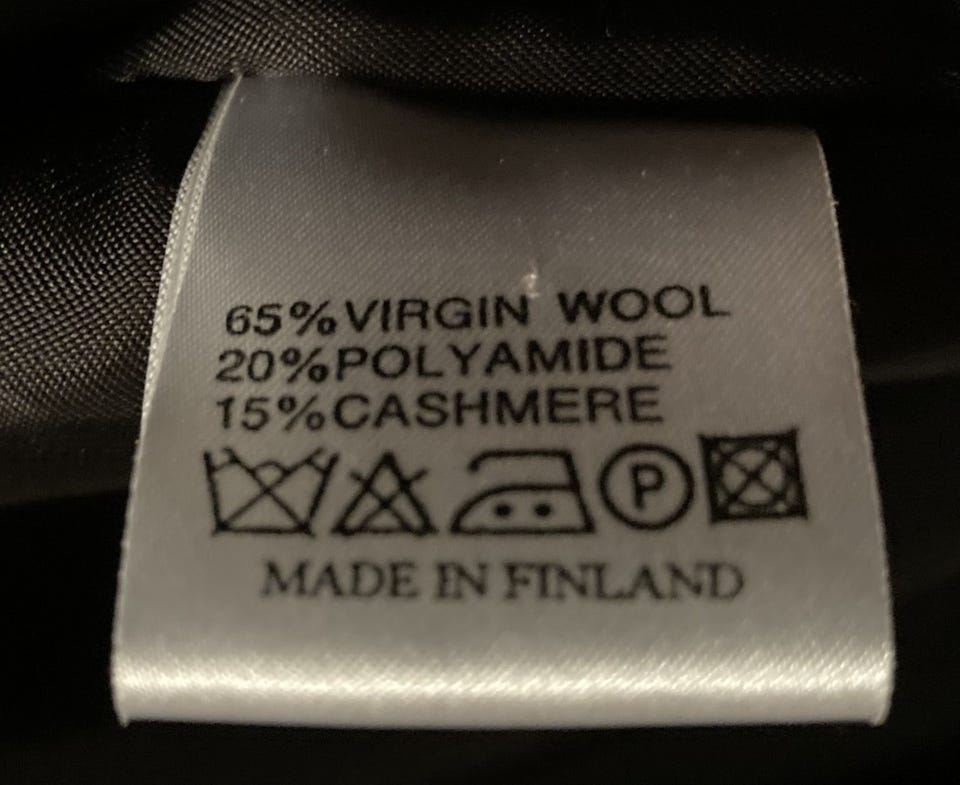 65% VIRGIN WOOL
20% POLYAMIDE
15% CASHMERE
P
MADE IN FINLAND